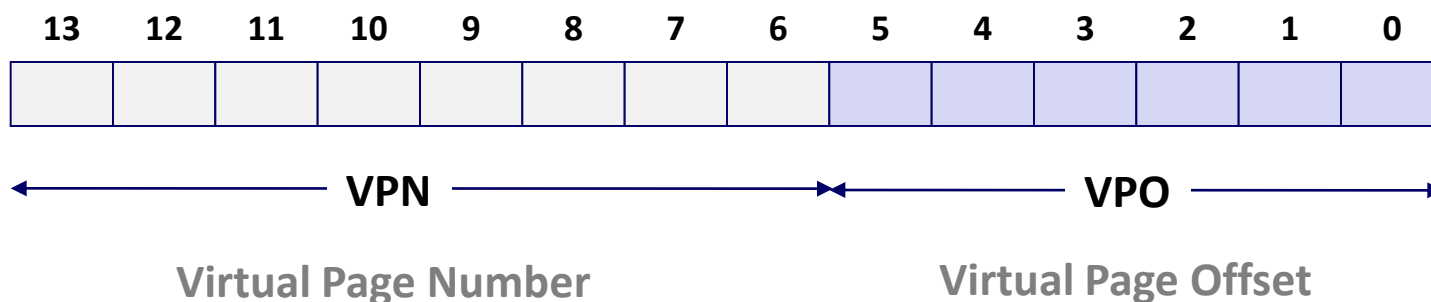 13 12 11 10 9 8 7 6 5 4 3 2 1 0
VPN VPO
Virtual Page Number Virtual Page Offset